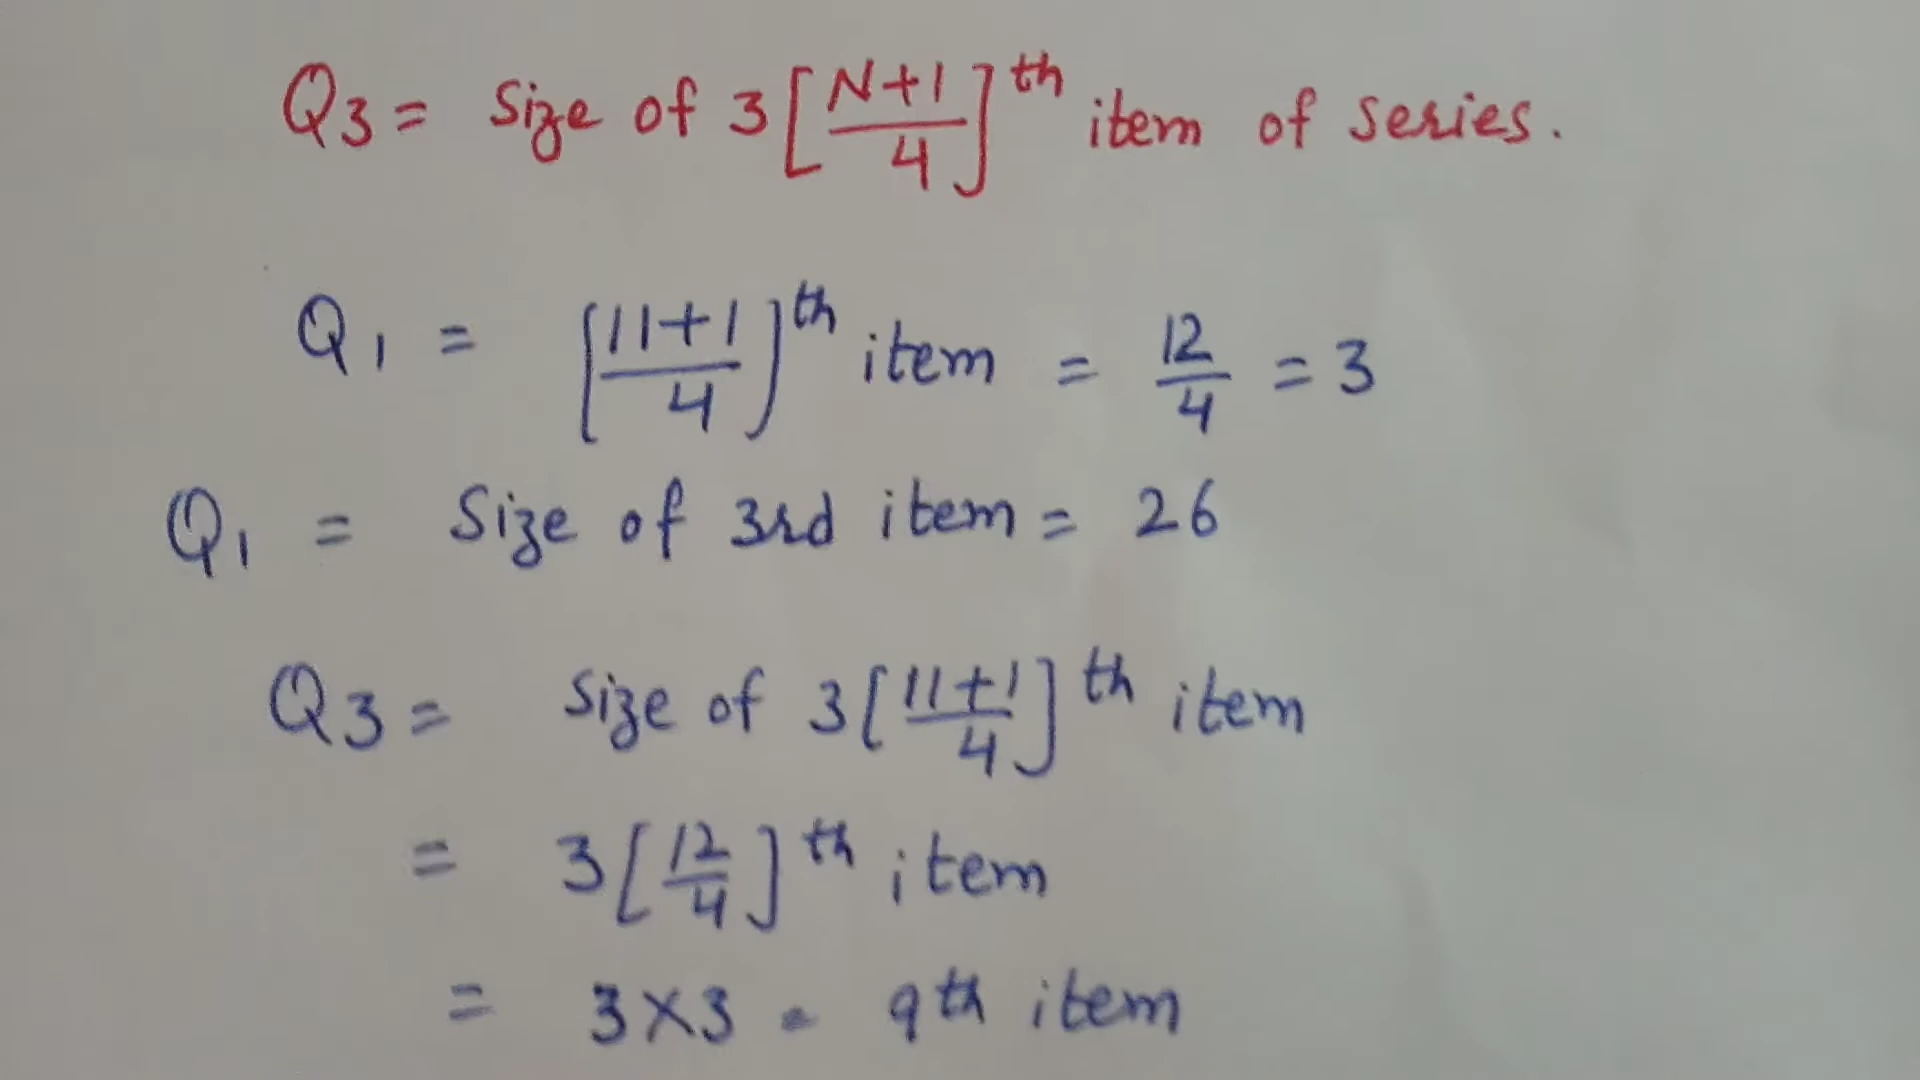 Q3 = Size of 3[N+1/4]th item of series.
Q1 = [11+1/4]th item = 12/4 = 3
Q1 = Size of 3rd item = 26
Q3 = Size of 3[11+1/4]th item
= 3[12/4]th item
= 3×3 = 9th item